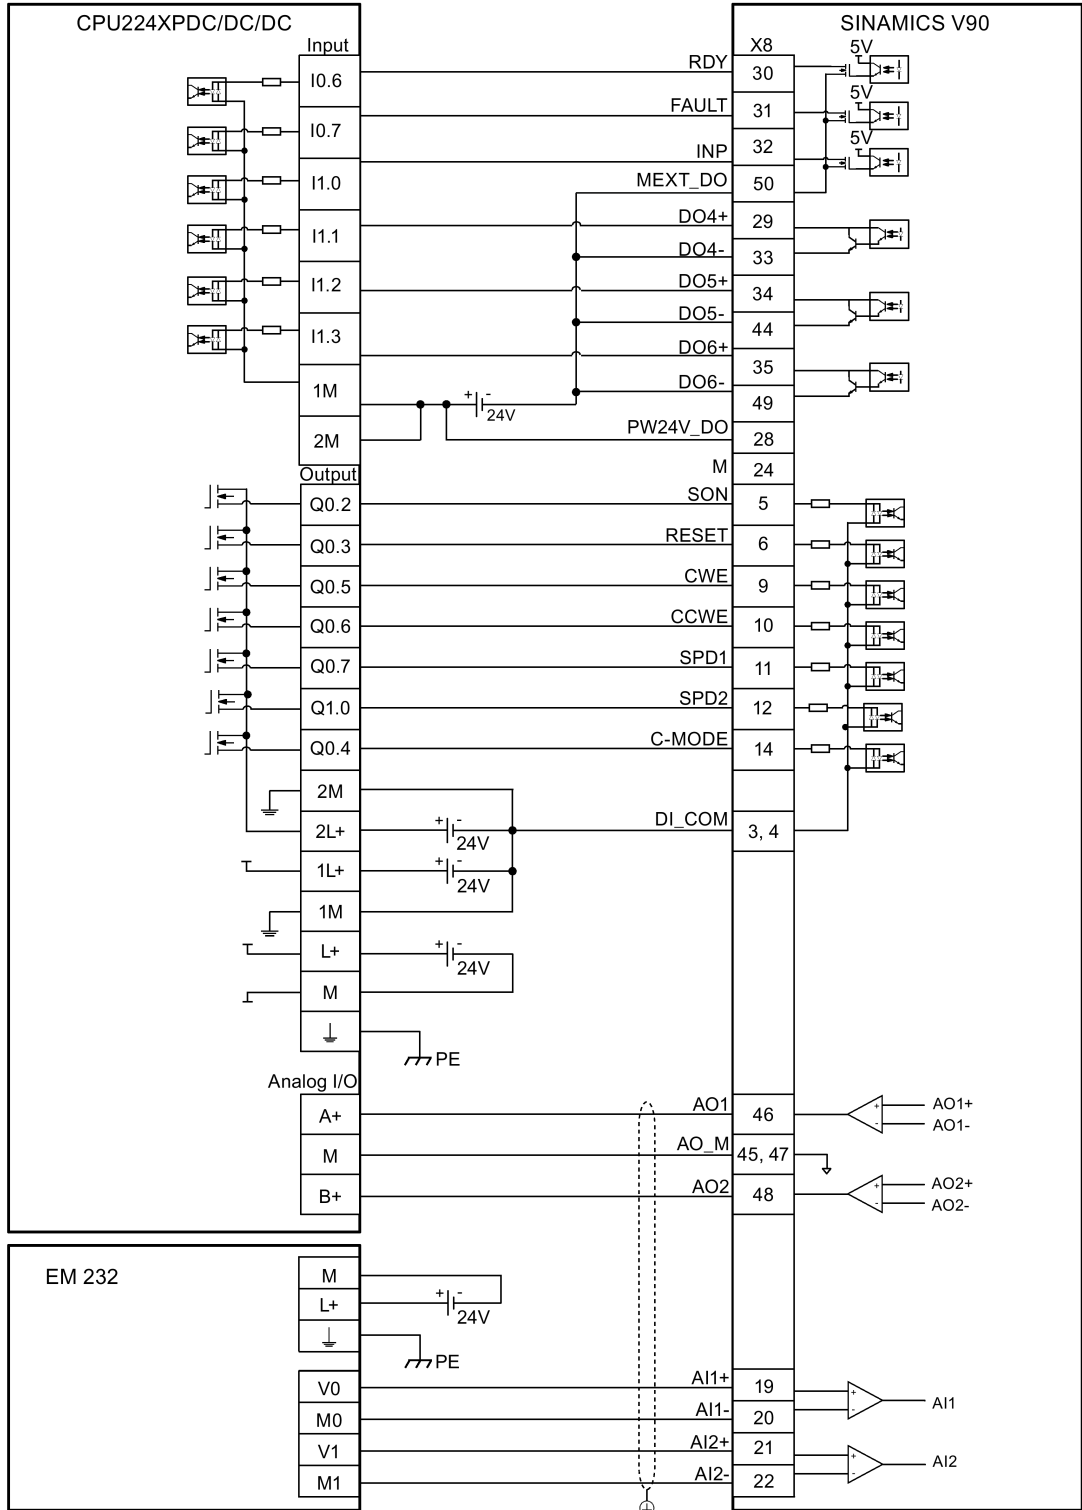 CPU224XPDC/DC/DC
SINAMICS V90
Input
X8
5V
I0.6
RDY
30
5V
I0.7
FAULT
31
5V
I1.0
INP
32
MEXT_DO
50
I1.1
DO4+
29
DO4-
33
I1.2
DO5+
34
DO5-
44
I1.3
DO6+
35
1M
DO6-
49
+ -
24V
2M
PW24V_DO
28
Output
M
24
Q0.2
SON
5
Q0.3
RESET
6
Q0.5
CWE
9
Q0.6
CCWE
10
Q0.7
SPD1
11
Q1.0
SPD2
12
Q0.4
C-MODE
14
2M
2L+
+ -
24V
DI_COM
3, 4
1L+
+ -
24V
1M
L+
+ -
24V
M
PE
Analog I/O
A+
AO1
46
+
-
AO1+
AO1-
M
AO_M
45, 47
B+
AO2
48
+
-
AO2+
AO2-
EM 232
M
L+
+ -
24V
PE
V0
AI1+
19
+
-
AI1
M0
AI1-
20
V1
AI2+
21
+
-
AI2
M1
AI2-
22